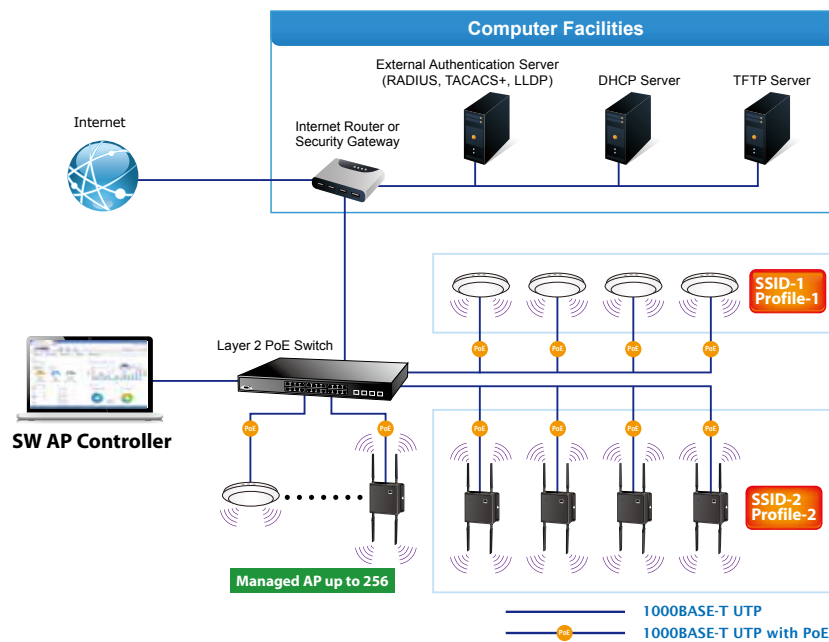 Computer Facilities
External Authentication Server
(RADIUS, TACACS+, LLDP)
DHCP Server
TFTP Server
Internet
Internet Router or
Security Gateway
SSID-1
Profile-1
PoE
PoE
PoE
PoE
Layer 2 PoE Switch
SW AP Controller
PoE
PoE
PoE
PoE
PoE
PoE
SSID-2
Profile-2
Managed AP up to 256
1000BASE-T UTP
PoE
1000BASE-T UTP with PoE